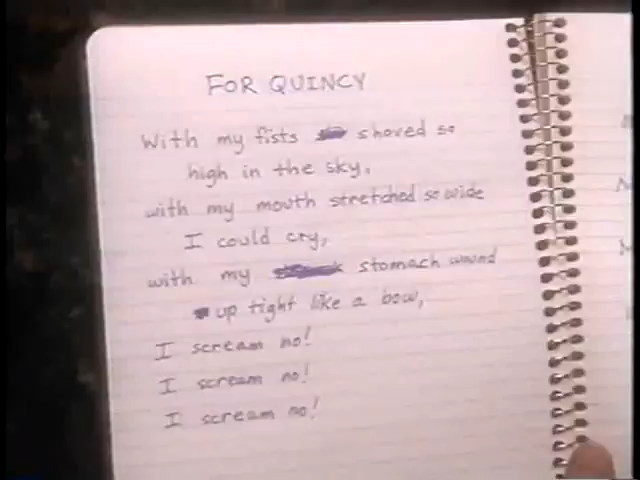 FOR QUINCY
With my fists shoved so
high in the sky,
with my mouth stretched so wide
I could cry,
with my stomach wound
up tight like a bow,
I scream no!
I scream no!
I scream no!